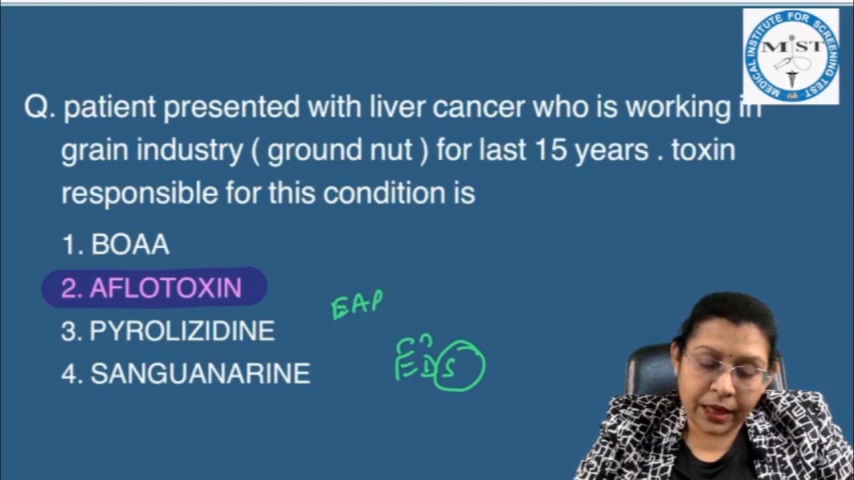 MIST
MEDICAL INSTITUTE FOR SCREENING TEST
Q. patient presented with liver cancer who is working in
grain industry ( ground nut ) for last 15 years . toxin
responsible for this condition is
1. BOAA
2. AFLOTOXIN
3. PYROLIZIDINE
4. SANGUANARINE
EAP
EDS